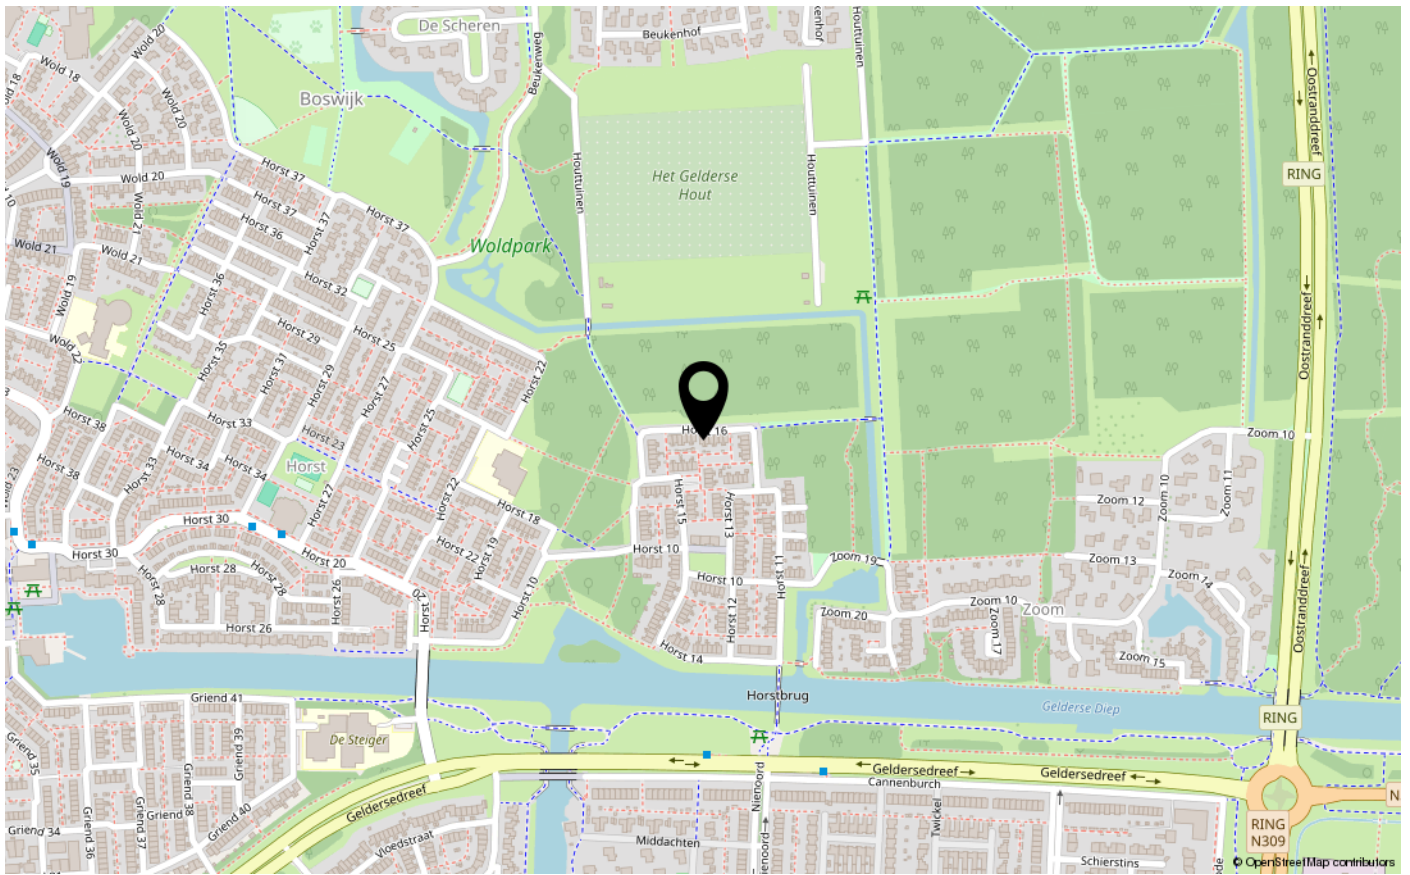 De Scheren
Beukenhof
Beukenweg
Houttuinen
Wold 20
Wold 18
Boswijk
Oostranddreef
Wold 20
Wold 20
Wold 19
Horst 37
Wold 20
Het Gelderse
Hout
Houttuinen
Houttuinen
RING
Horst 37
Horst 37
Horst 37
Wold 21
Horst 36
Woldpark
Wold 21
Wold 21
Horst 36
Horst 32
Wold 19
Horst 29
Horst 25
Oostranddreef
Wold 22
Horst 35
Horst 31
Horst 29
Horst 27
Horst 22
Horst 38
Horst 33
Horst 25
Horst 23
Zoom 10
Horst 34
Horst 34
Horst
Horst 38
Horst 33
Wold 23
Zoom 11
Zoom 10
Zoom 12
Horst 22
Horst 27
Horst 15
Horst 13
Horst 18
Horst 30
Horst 30
Horst 20
Horst 22
Horst 19
Horst 10
Zoom 19
Zoom 13
Horst 28
Horst 28
Horst 28
Horst 26
Horst 10
Horst 10
Horst 11
Zoom 14
Oostranddreef
Horst 20
Horst 12
Zoom 20
Zoom 10
Zoom
Zoom 17
Horst 26
Horst 14
Zoom 15
Griend 41
Horstbrug
Gelderse Diep
RING
De Steiger
Griend 39
Griend 35
Geldersedreef
Geldersedreef
Cannenburch
Nienoord
Griend 38
Griend 40
Geldersedreef
Griend 34
Griend 37
Griend 36
Vloedstraat
Middachten
Twickel
Schierstins
RING
N309
© OpenStreetMap contributors